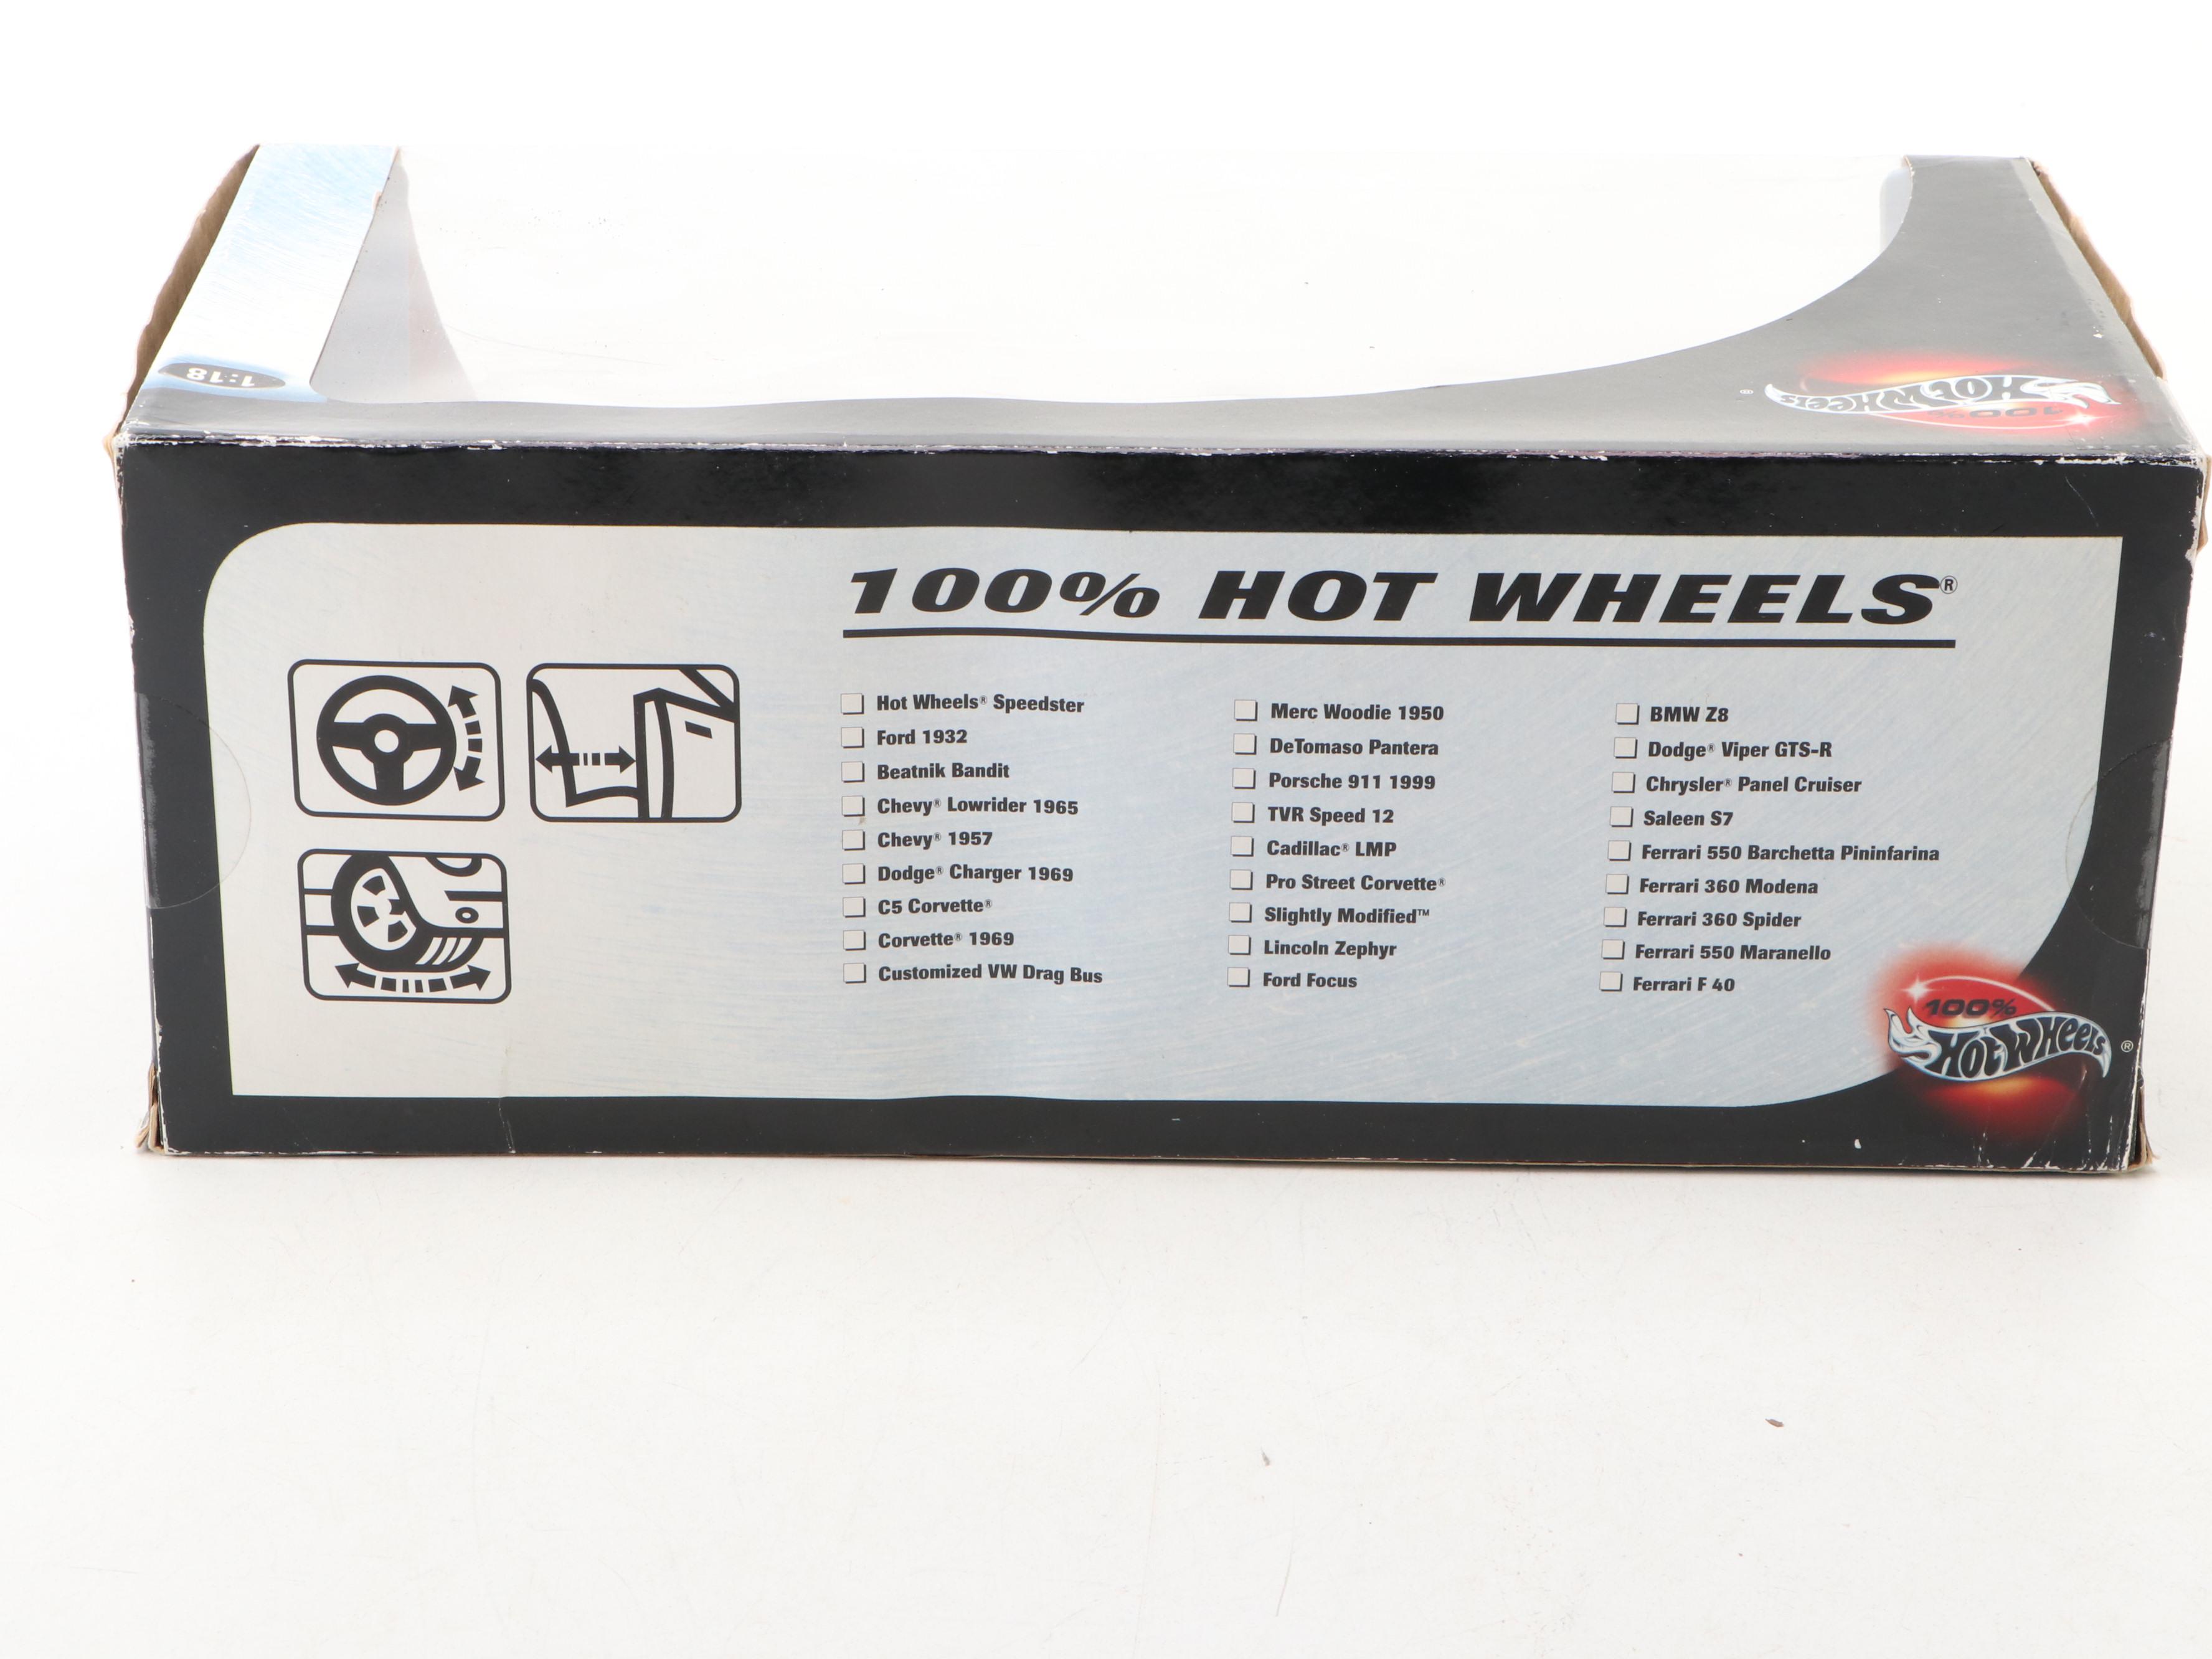 1:18
100%
Hot Wheels ®
100% HOT WHEELS®
Hot Wheels® Speedster
Ford 1932
Beatnik Bandit
Chevy® Lowrider 1965
Chevy® 1957
Dodge® Charger 1969
C5 Corvette®
Corvette® 1969
Customized VW Drag Bus
Merc Woodie 1950
DeTomaso Pantera
Porsche 911 1999
TVR Speed 12
Cadillac® LMP
Pro Street Corvette®
Slightly Modified™
Lincoln Zephyr
Ford Focus
BMW Z8
Dodge® Viper GTS-R
Chrysler® Panel Cruiser
Saleen S7
Ferrari 550 Barchetta Pininfarina
Ferrari 360 Modena
Ferrari 360 Spider
Ferrari 550 Maranello
Ferrari F 40
100%
Hot Wheels ®